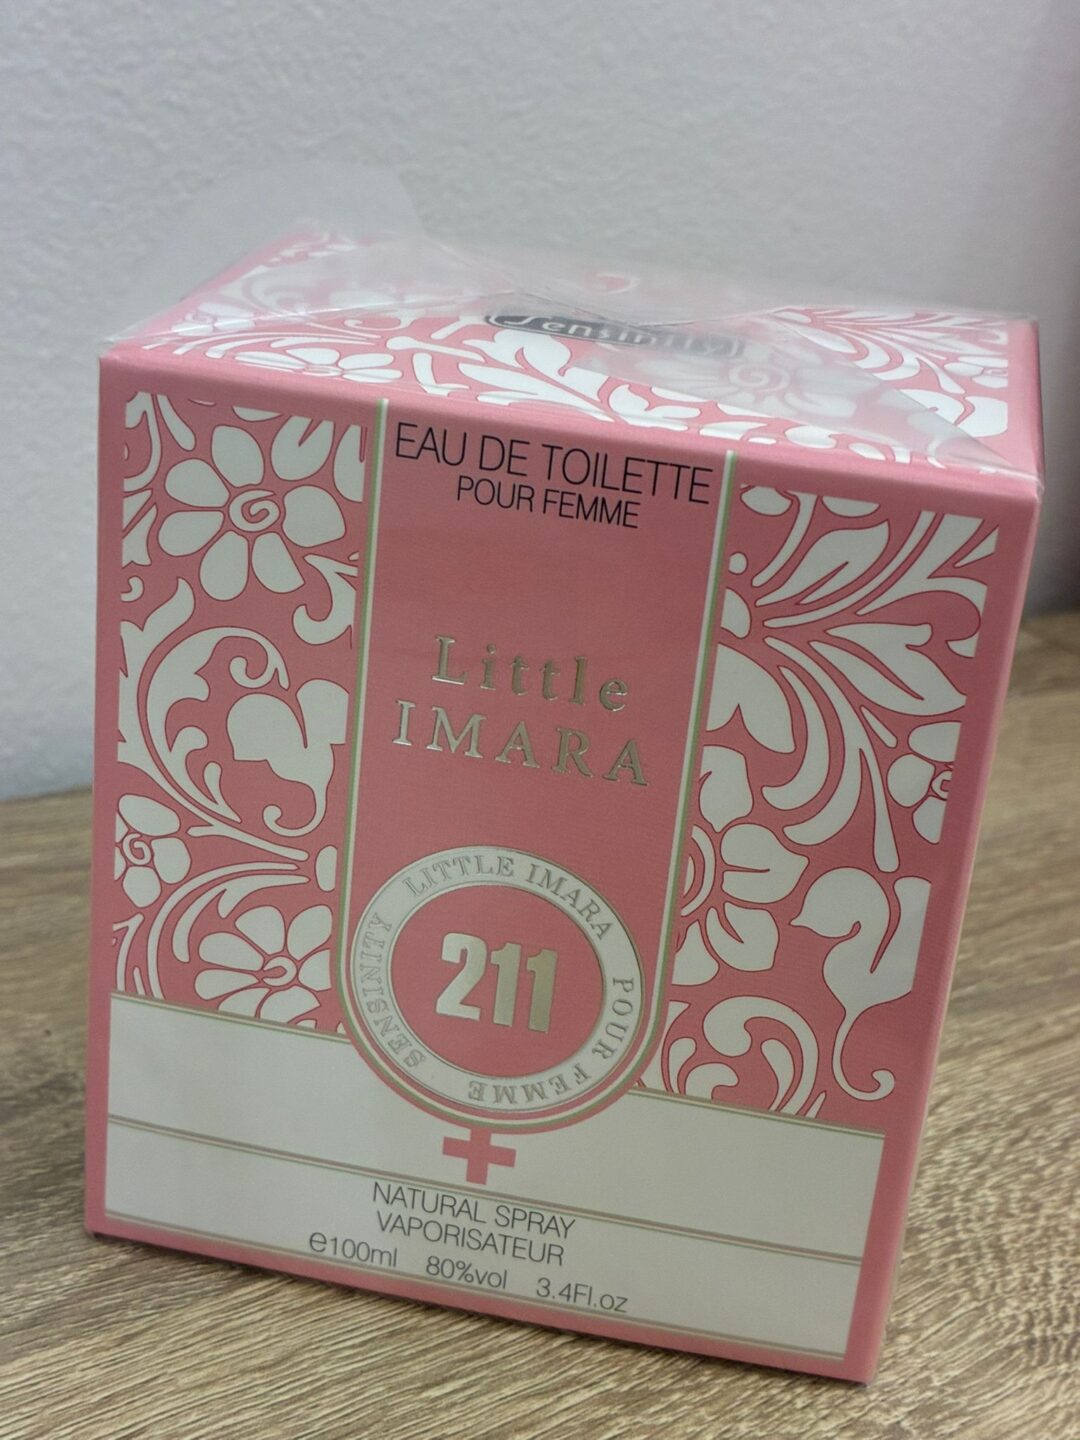 Sensinity
EAU DE TOILETTE
POUR FEMME
Little
IMARA
LITTLE IMARA POUR FEMME SENSINITY
211
NATURAL SPRAY
VAPORISATEUR
e100ml 80%vol 3.4Fl.oz